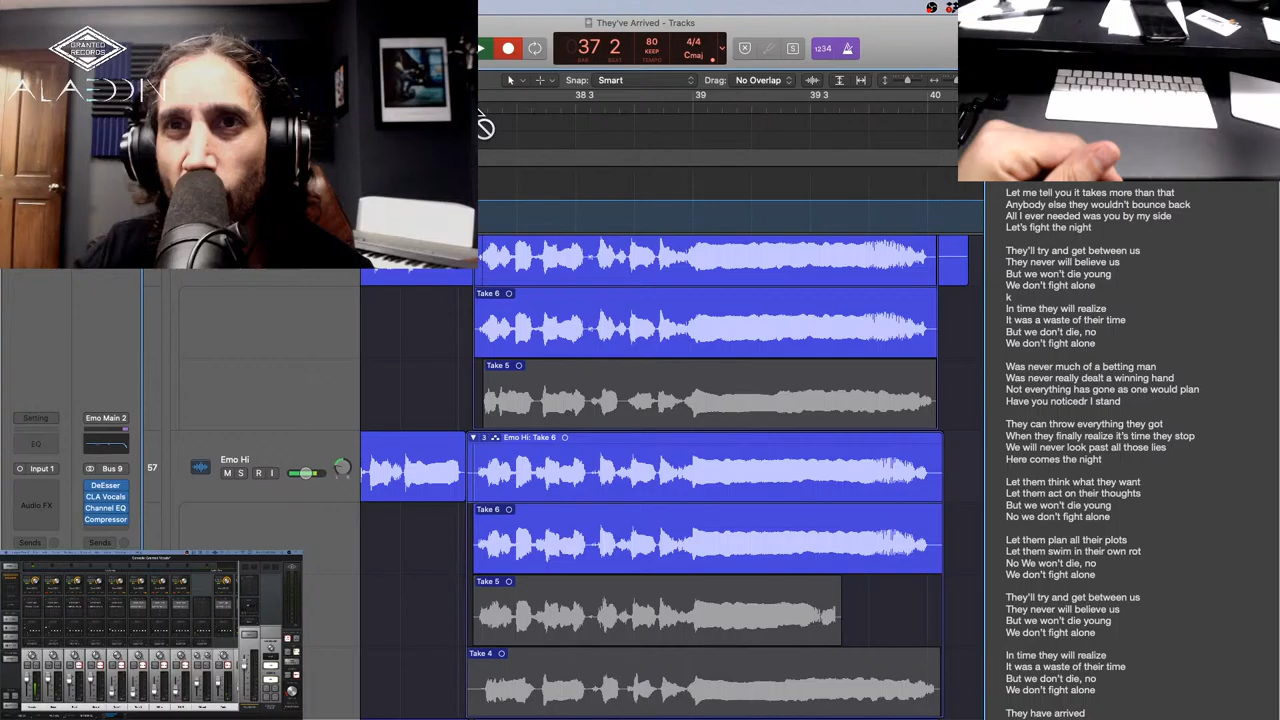 GRANTED
RECORDS
ALAEDDIN
They've Arrived - Tracks
37 2
BAR
BEAT
80
KEEP
TEMPO
4/4
Cmaj
S
1234
Snap:
Smart
Drag:
No Overlap
38 3
39
39 3
40
Take 6
Take 5
3
Emo Hi: Take 6
Take 6
Take 5
Take 4
Setting
EQ
Input 1
Audio FX
Sends
Emo Main 2
Bus 9
DeEsser
CLA Vocals
Channel EQ
Compressor
Sends
57
Emo Hi
M
S
R
I
Let me tell you it takes more than that
Anybody else they wouldn't bounce back
All I ever needed was you by my side
Let's fight the night
They'll try and get between us
They never will believe us
But we won't die young
We don't fight alone
k
In time they will realize
It was a waste of their time
But we don't die, no
We don't fight alone
Was never much of a betting man
Was never really dealt a winning hand
Not everything has gone as one would plan
Have you noticedr I stand
They can throw everything they got
When they finally realize it's time they stop
We will never look past all those lies
Here comes the night
Let them think what they want
Let them act on their thoughts
But we won't die young
No we don't fight alone
Let them plan all their plots
Let them swim in their own rot
No We won't die, no
We don't fight alone
They'll try and get between us
They never will believe us
But we won't die young
We don't fight alone
In time they will realize
It was a waste of their time
But we don't die, no
We don't fight alone
They have arrived